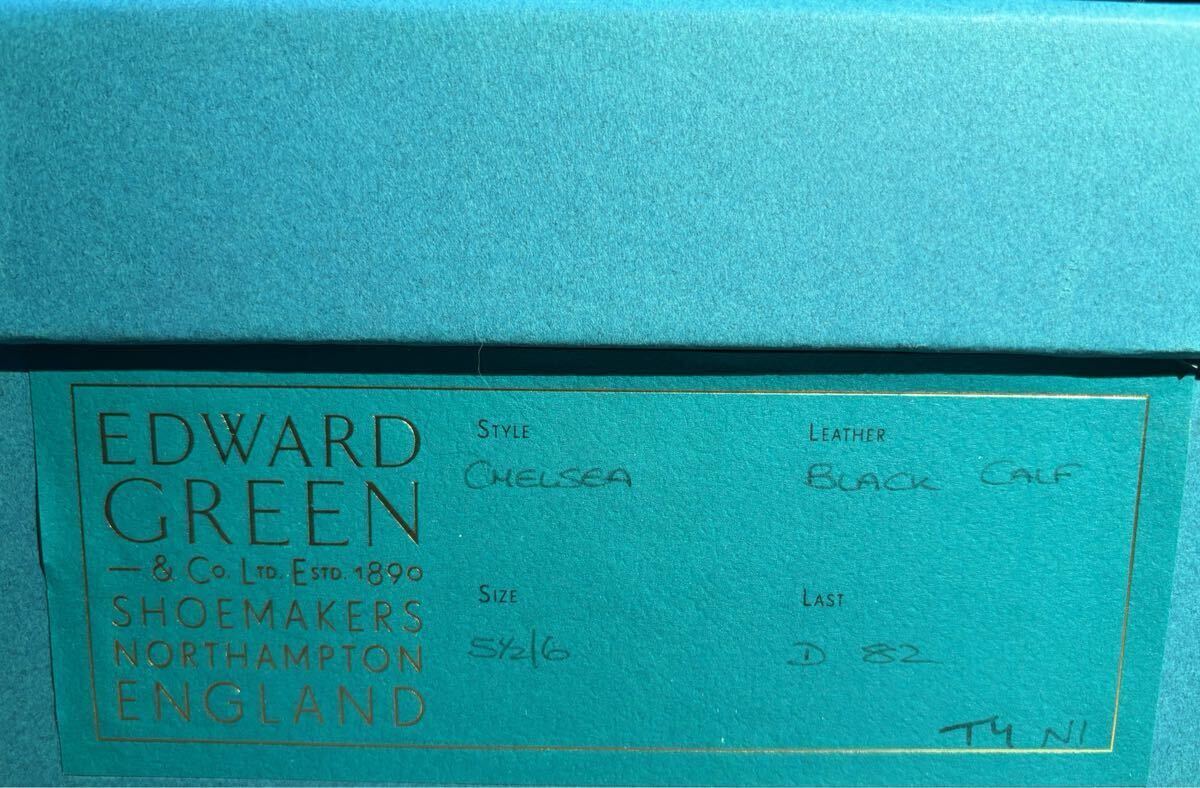 EDWARD
GREEN
— & Co. Ltd. Estd. 1890
SHOEMAKERS
NORTHAMPTON
ENGLAND
Style
CHELSEA
Leather
BLACK CALF
Size
5½/6
Last
D 82
T4 N1